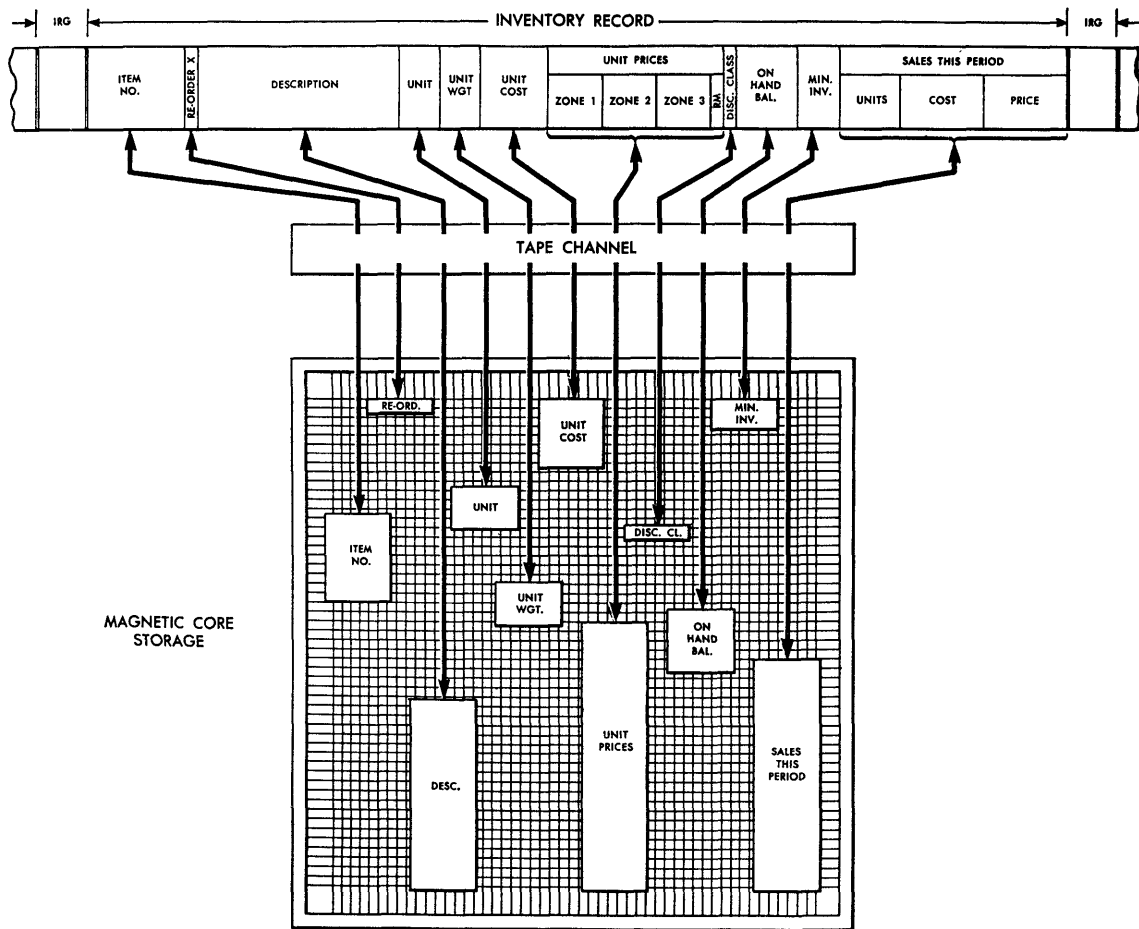 IRG
INVENTORY RECORD
IRG
ITEM
NO.
RE-ORDER X
DESCRIPTION
UNIT
UNIT
WGT
UNIT
COST
UNIT PRICES
ZONE 1
ZONE 2
ZONE 3
RM
DISC. CLASS
ON
HAND
BAL.
MIN.
INV.
SALES THIS PERIOD
UNITS
COST
PRICE
TAPE CHANNEL
RE-ORD.
UNIT
COST
MIN.
INV.
UNIT
ITEM
NO.
DISC. CL.
UNIT
WGT.
ON
HAND
BAL.
MAGNETIC CORE
STORAGE
DESC.
UNIT
PRICES
SALES
THIS
PERIOD